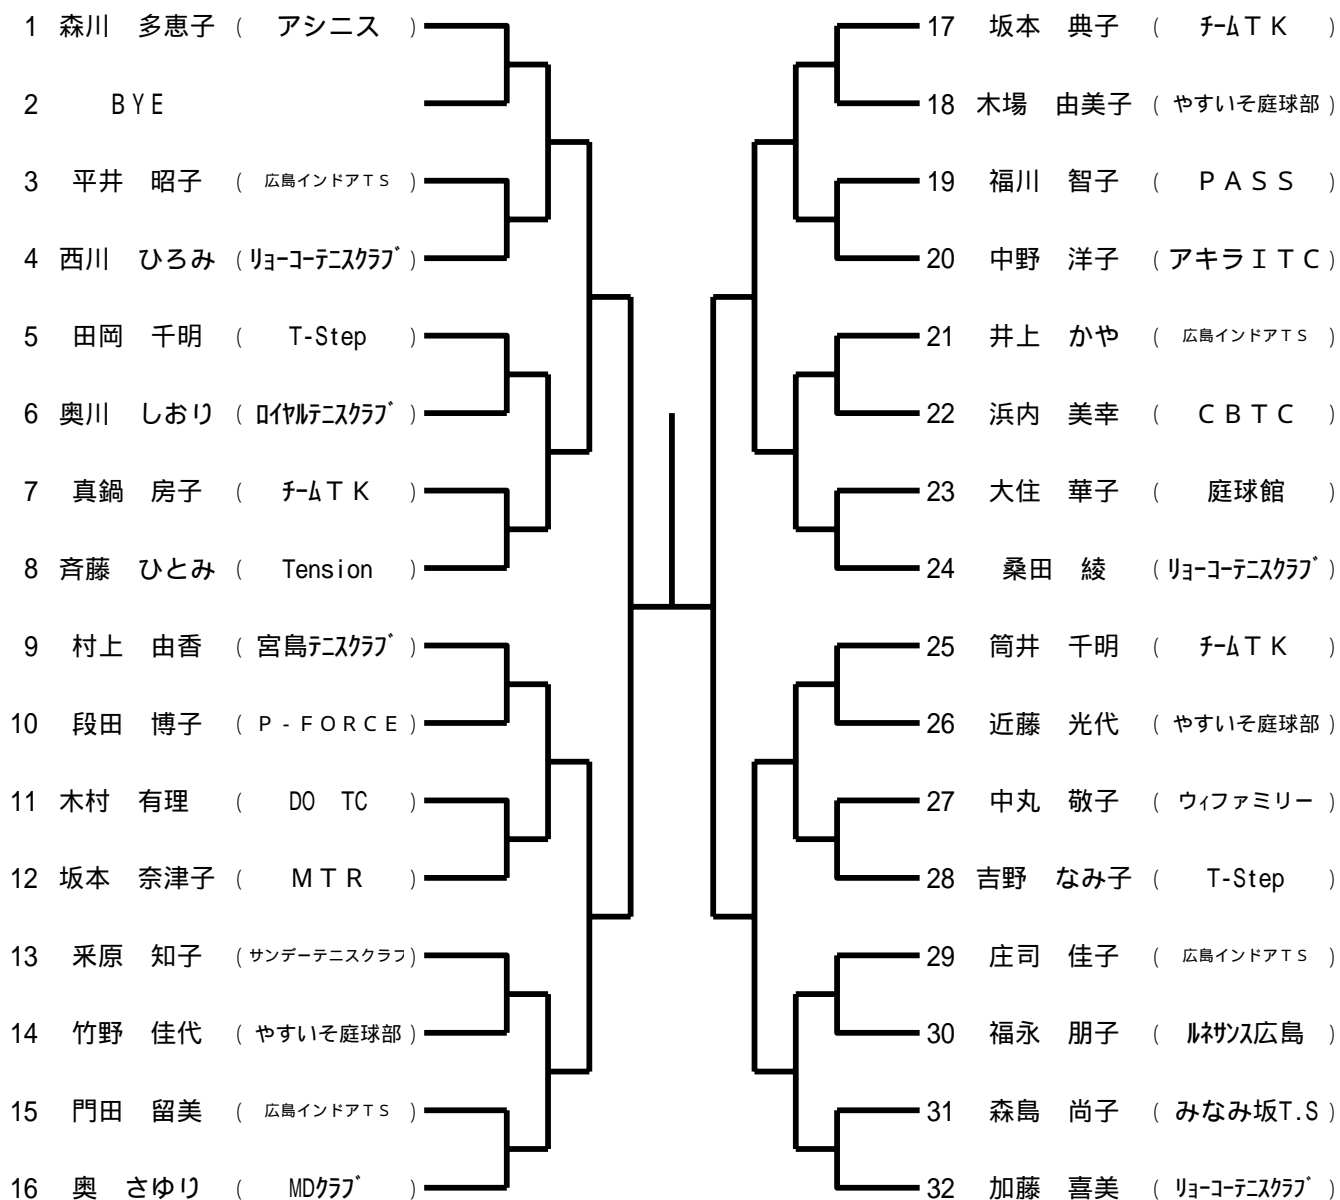 1 森川 多恵子 ( アシニス )
2 BYE
3 平井 昭子 ( 広島インドアTS )
4 西川 ひろみ ( リョーコーテニスクラブ )
5 田岡 千明 ( T-Step )
6 奥川 しおり ( ロイヤルテニスクラブ )
7 真鍋 房子 ( チームTK )
8 斉藤 ひとみ ( Tension )
9 村上 由香 ( 宮島テニスクラブ )
10 段田 博子 ( P-FORCE )
11 木村 有理 ( DO TC )
12 坂本 奈津子 ( MTR )
13 釆原 知子 ( サンデーテニスクラブ )
14 竹野 佳代 ( やすいそ庭球部 )
15 門田 留美 ( 広島インドアTS )
16 奥 さゆり ( MDクラブ )
17 坂本 典子 ( チームTK )
18 木場 由美子 ( やすいそ庭球部 )
19 福川 智子 ( PASS )
20 中野 洋子 ( アキラITC )
21 井上 かや ( 広島インドアTS )
22 浜内 美幸 ( CBTC )
23 大住 華子 ( 庭球館 )
24 桑田 綾 ( リョーコーテニスクラブ )
25 筒井 千明 ( チームTK )
26 近藤 光代 ( やすいそ庭球部 )
27 中丸 敬子 ( ウィファミリー )
28 吉野 なみ子 ( T-Step )
29 庄司 佳子 ( 広島インドアTS )
30 福永 朋子 ( ルネサンス広島 )
31 森島 尚子 ( みなみ坂T.S )
32 加藤 喜美 ( リョーコーテニスクラブ )